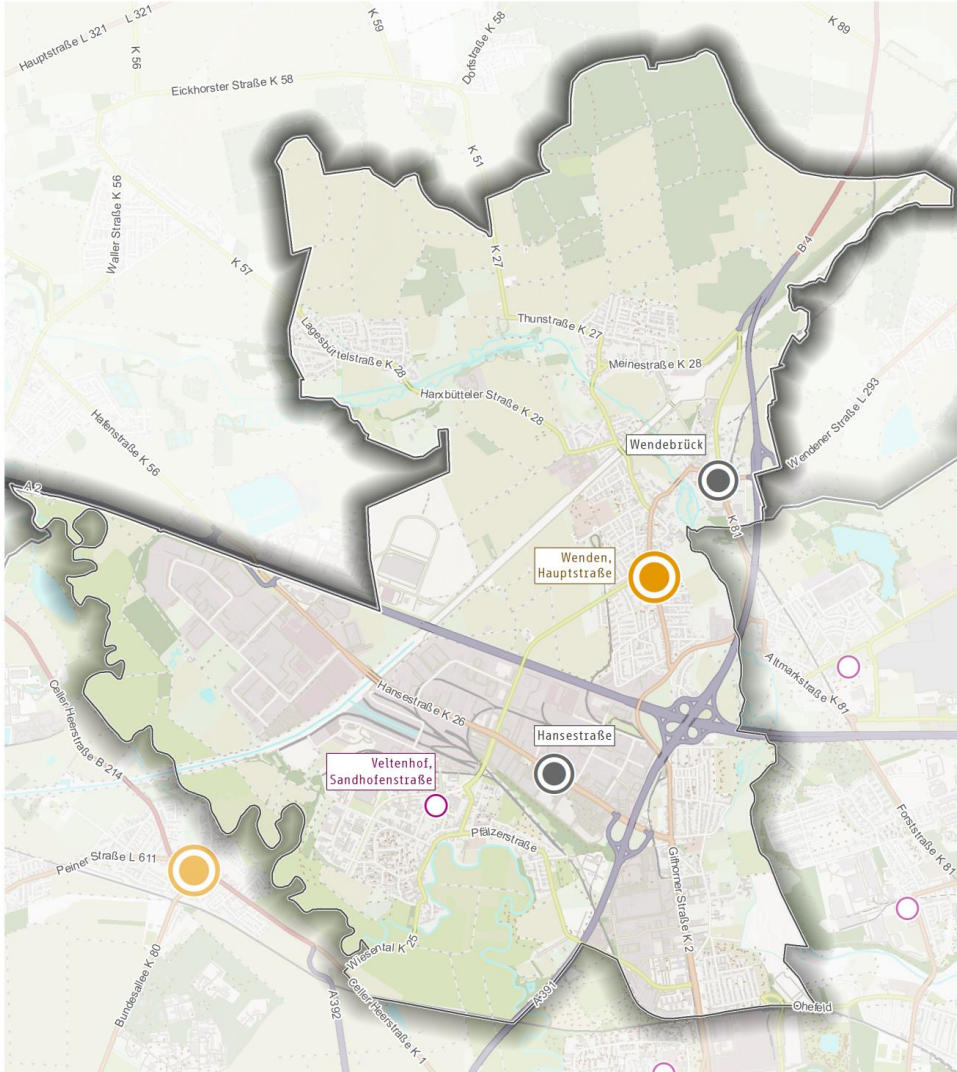 Hauptstraße L 321
L 321
K 56
K 59
Dorfstraße K 58
K 89
Eickhorster Straße K 58
K 51
Waller Straße K 56
K 57
K 27
B 4
Lagesbüttelstraße K 28
Thunstraße K 27
Meinestraße K 28
Harxbütteler Straße K 28
Wendener Straße L 293
Hafenstraße K 56
Wendebrück
A 2
K 81
Wenden,
Hauptstraße
Altmarkstraße K 81
Celler Heerstraße B 214
Hansestraße K 26
Hansestraße
Veltenhof,
Sandhofenstraße
Pfälzerstraße
Forststraße K 81
Peiner Straße L 611
Gifhorner Straße K 2
Wiesental K 25
Bundesallee K 80
A 392
Celler Heerstraße K 1
A 391
Ohefeld